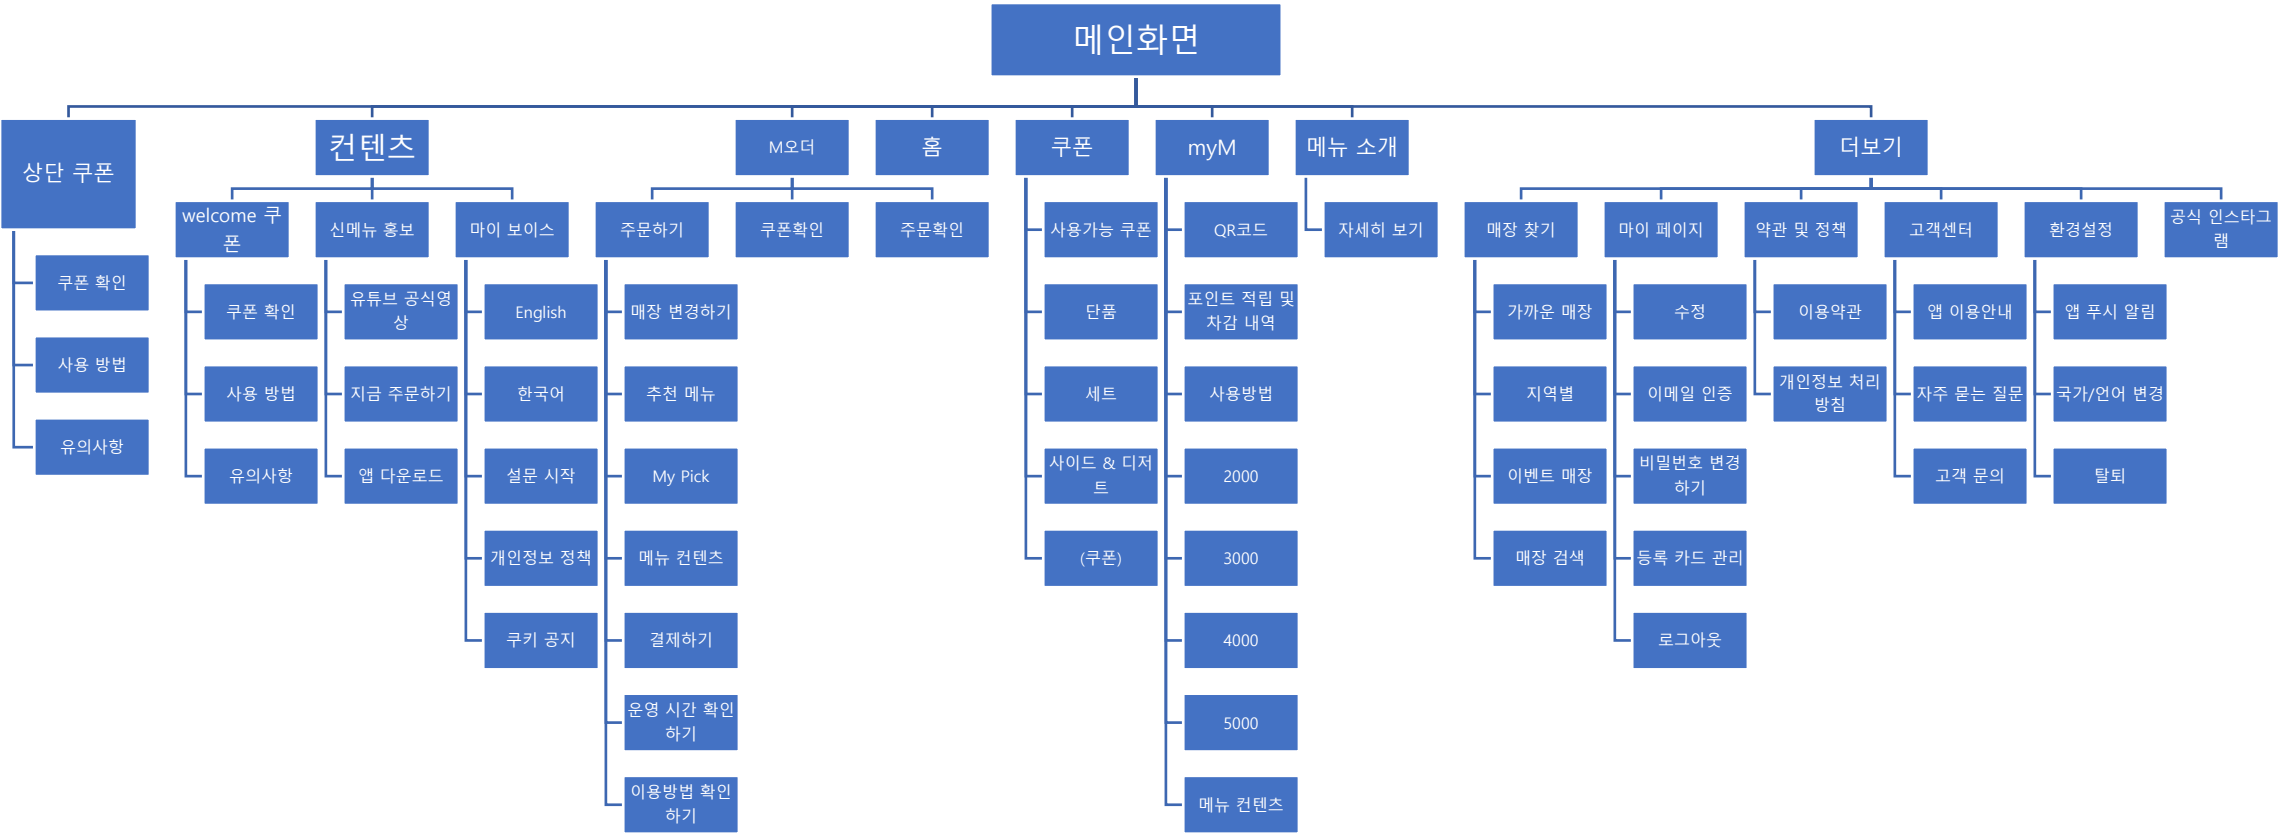 메인화면
상단 쿠폰
쿠폰 확인
사용 방법
유의사항
컨텐츠
welcome 쿠
폰
쿠폰 확인
사용 방법
유의사항
신메뉴 홍보
유튜브 공식영
상
지금 주문하기
앱 다운로드
마이 보이스
English
한국어
설문 시작
개인정보 정책
쿠키 공지
M오더
주문하기
매장 변경하기
추천 메뉴
My Pick
메뉴 컨텐츠
결제하기
운영 시간 확인
하기
이용방법 확인
하기
쿠폰확인
주문확인
홈
쿠폰
사용가능 쿠폰
단품
세트
사이드 & 디저
트
(쿠폰)
myM
QR코드
포인트 적립 및
차감 내역
사용방법
2000
3000
4000
5000
메뉴 컨텐츠
메뉴 소개
자세히 보기
더보기
매장 찾기
가까운 매장
지역별
이벤트 매장
매장 검색
마이 페이지
수정
이메일 인증
비밀번호 변경
하기
등록 카드 관리
로그아웃
약관 및 정책
이용약관
개인정보 처리
방침
고객센터
앱 이용안내
자주 묻는 질문
고객 문의
환경설정
앱 푸시 알림
국가/언어 변경
탈퇴
공식 인스타그
램